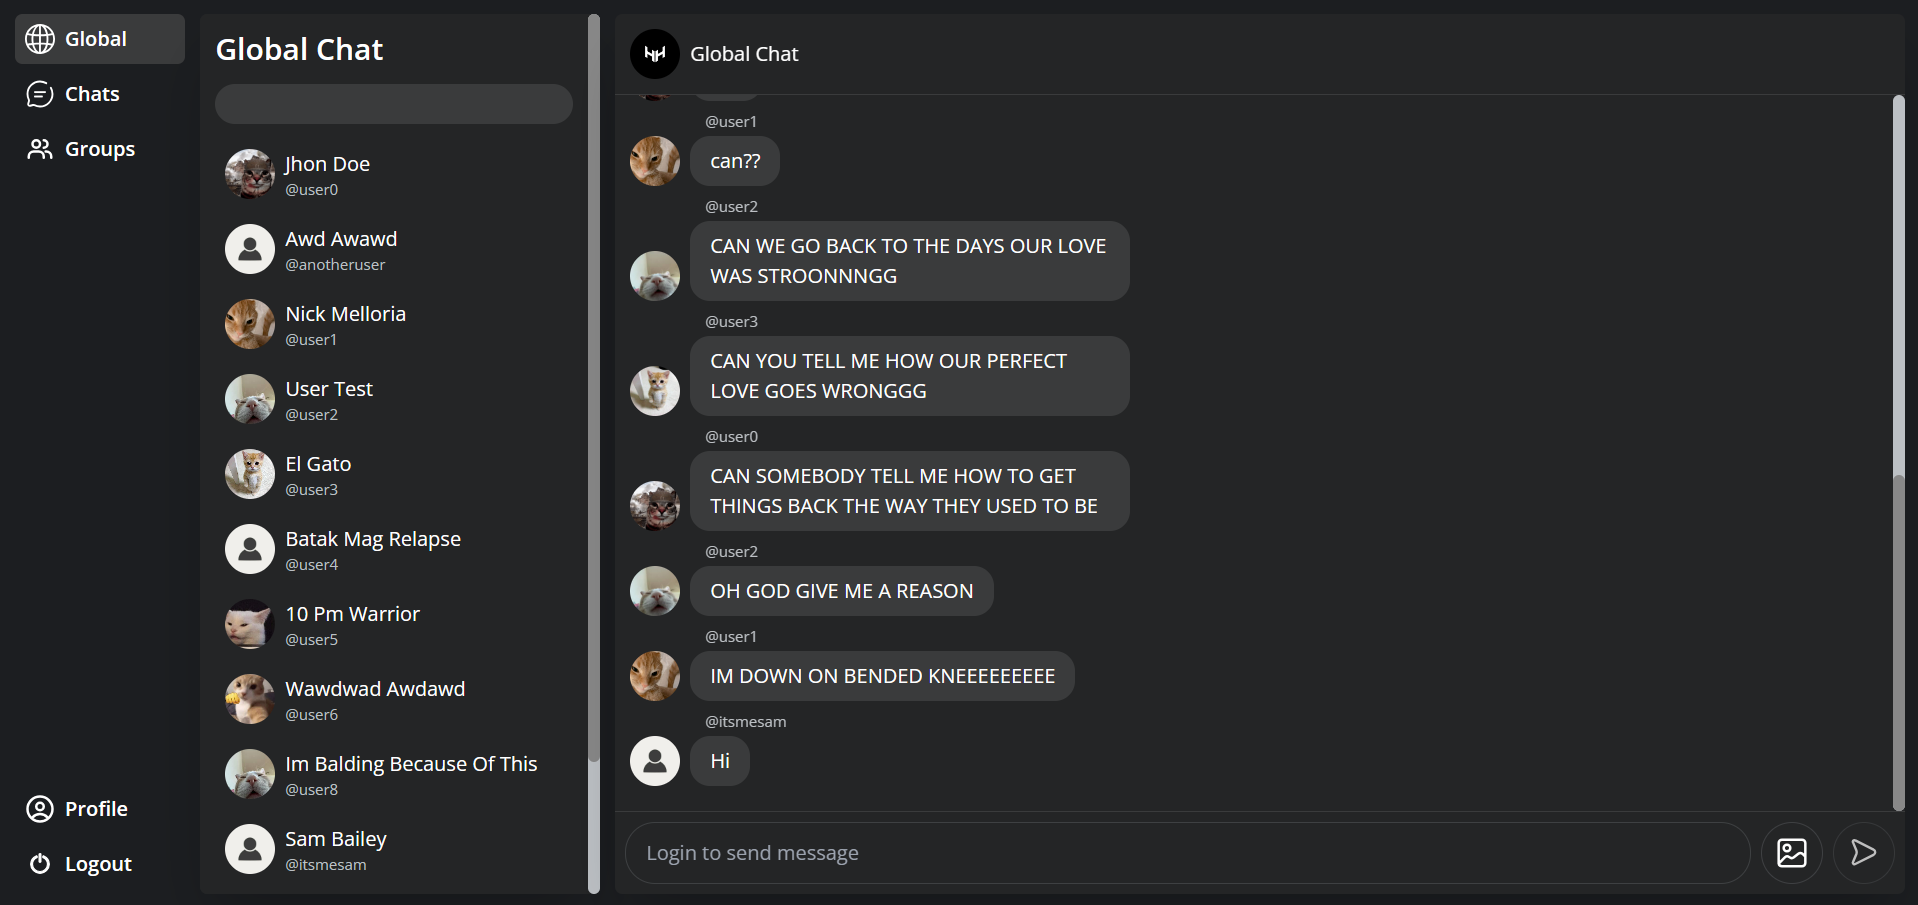 Global
Chats
Groups
Profile
Logout
Global Chat
Jhon Doe
@user0
Awd Awawd
@anotheruser
Nick Melloria
@user1
User Test
@user2
El Gato
@user3
Batak Mag Relapse
@user4
10 Pm Warrior
@user5
Wawdwad Awdawd
@user6
Im Balding Because Of This
@user8
Sam Bailey
@itsmesam
Global Chat
@user1
can??
@user2
CAN WE GO BACK TO THE DAYS OUR LOVE
WAS STROONNNGG
@user3
CAN YOU TELL ME HOW OUR PERFECT
LOVE GOES WRONGGG
@user0
CAN SOMEBODY TELL ME HOW TO GET
THINGS BACK THE WAY THEY USED TO BE
@user2
OH GOD GIVE ME A REASON
@user1
IM DOWN ON BENDED KNEEEEEEEEE
@itsmesam
Hi
Login to send message